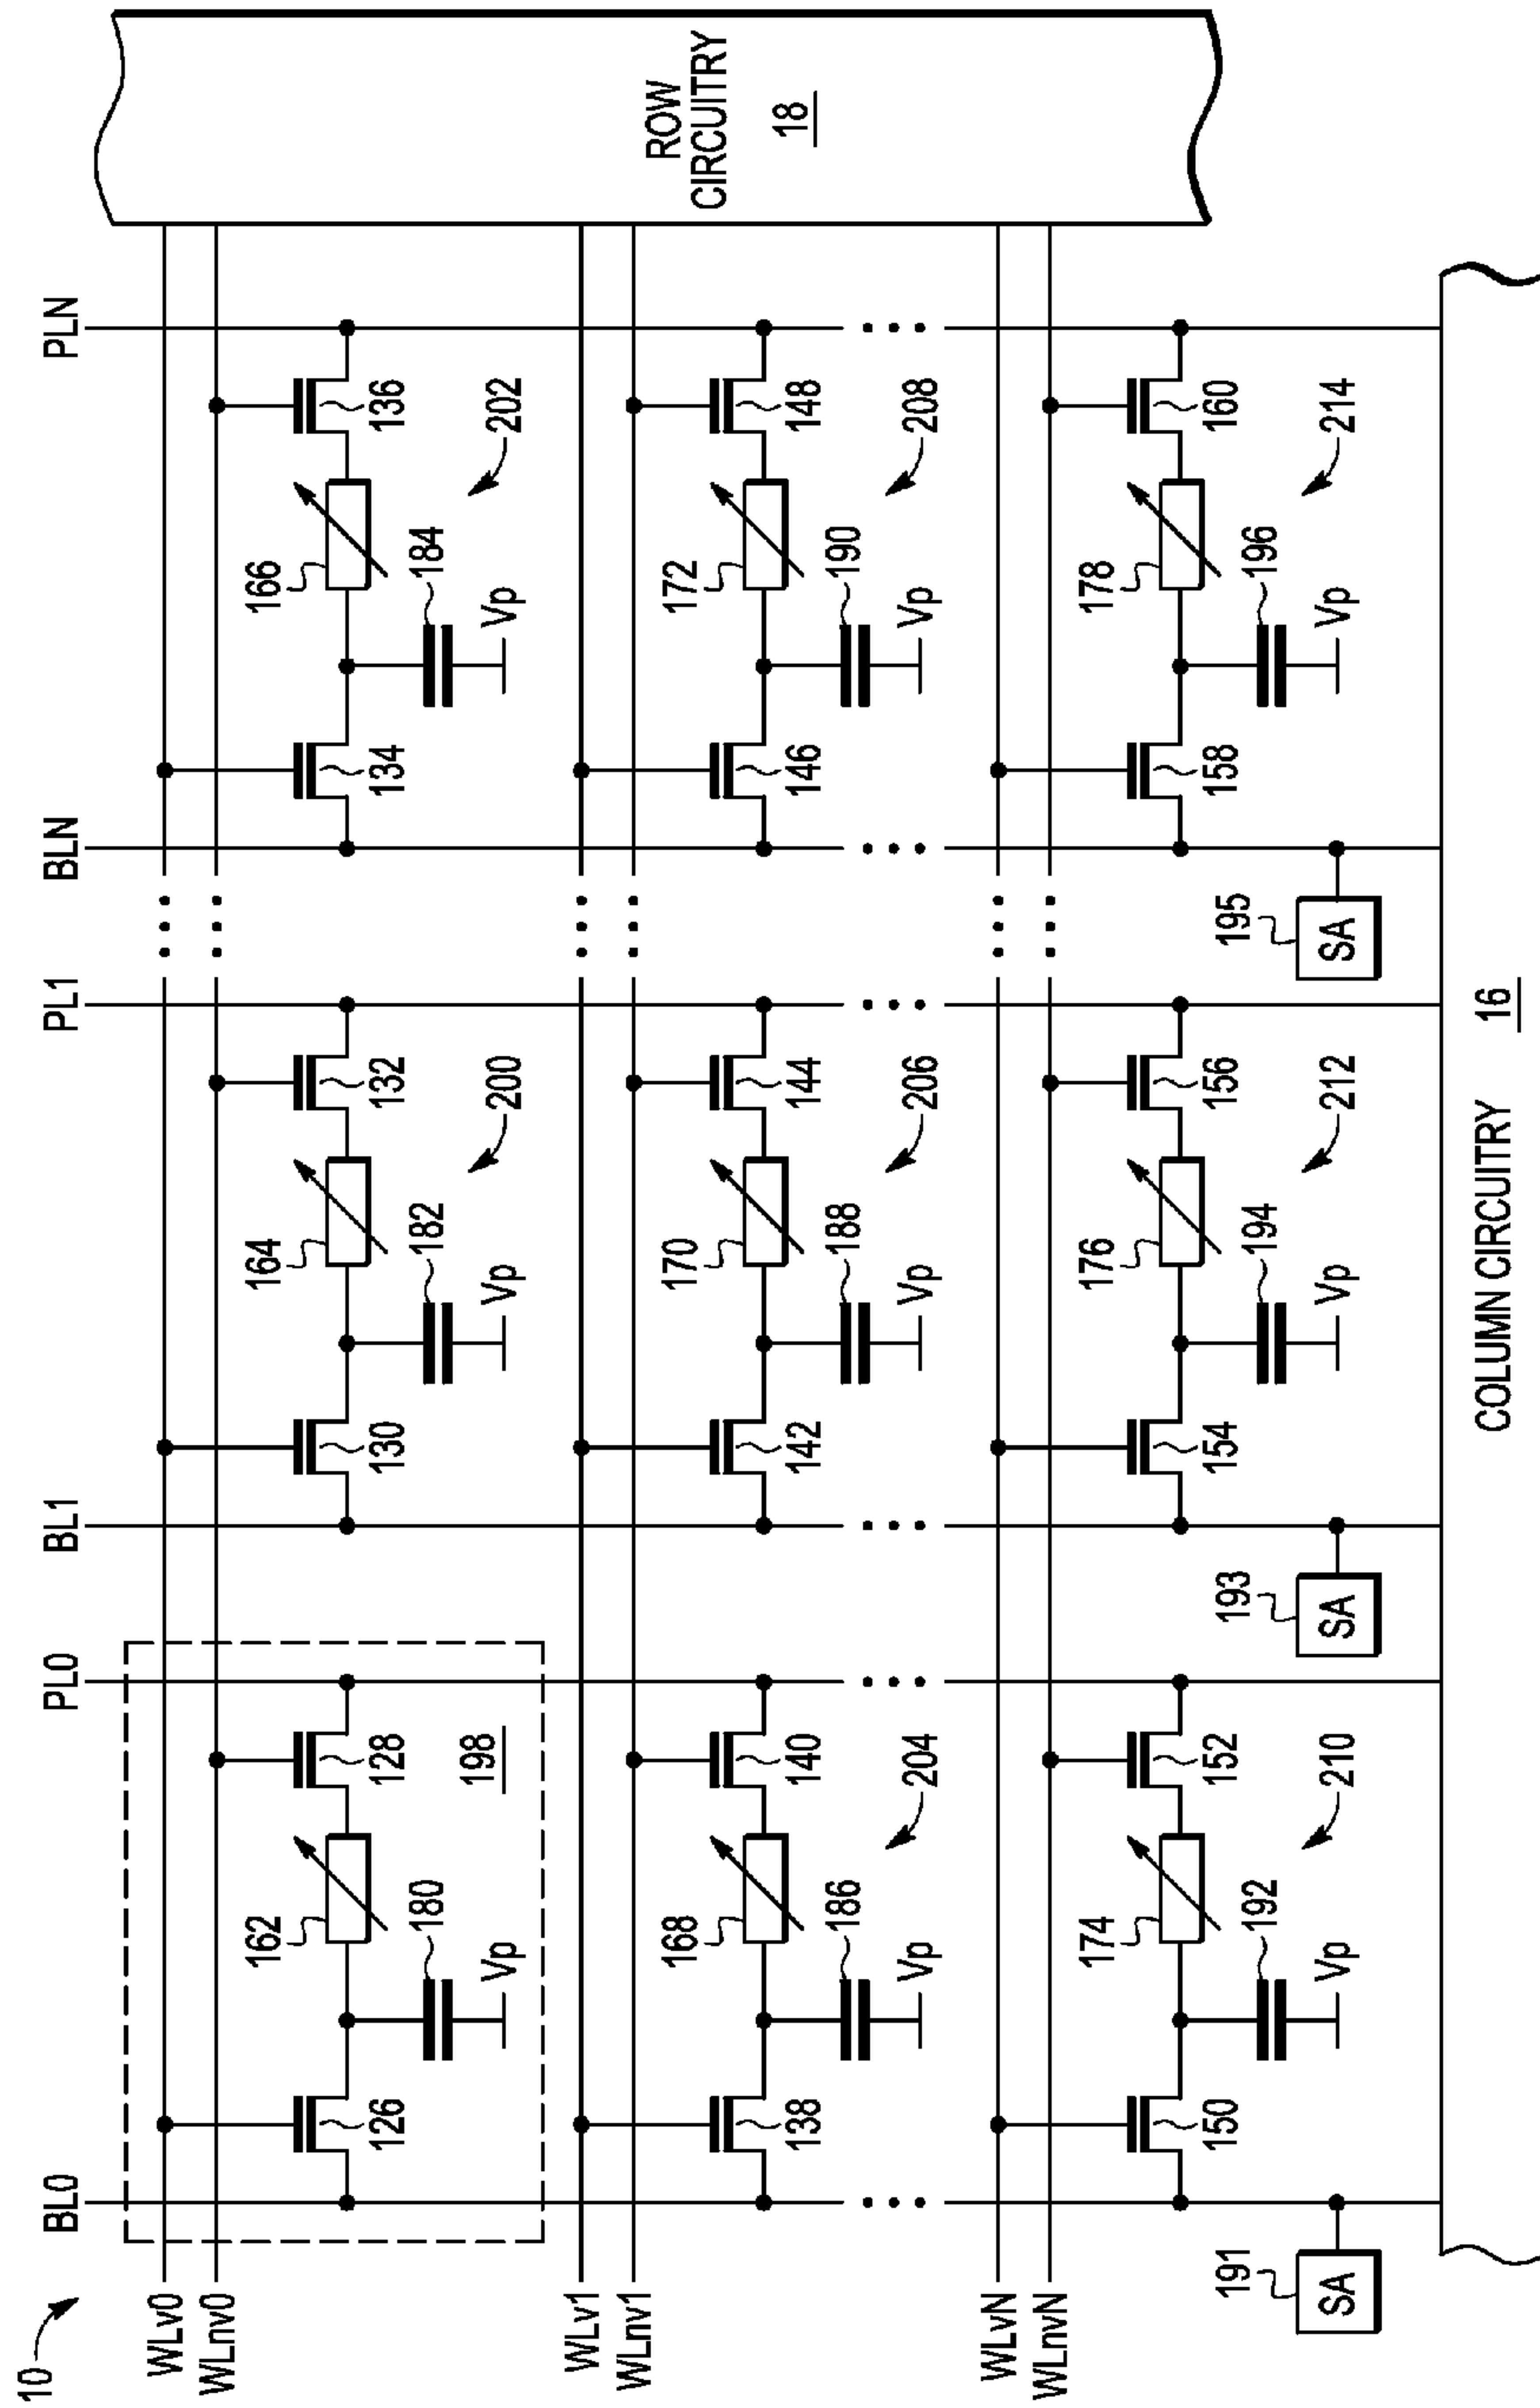 10
BL0
PL0
BL1
PL1
BLN
PLN
WLv0
WLnv0
126
162
128
180
Vp
198
130
164
132
182
Vp
200
134
166
136
184
Vp
202
ROW
CIRCUITRY
18
WLv1
WLnv1
138
168
140
186
Vp
204
142
170
144
188
Vp
206
146
172
148
190
Vp
208
WLvN
WLnvN
150
174
152
192
Vp
210
154
176
156
194
Vp
212
158
178
160
196
Vp
214
191
SA
193
SA
195
SA
COLUMN CIRCUITRY
16